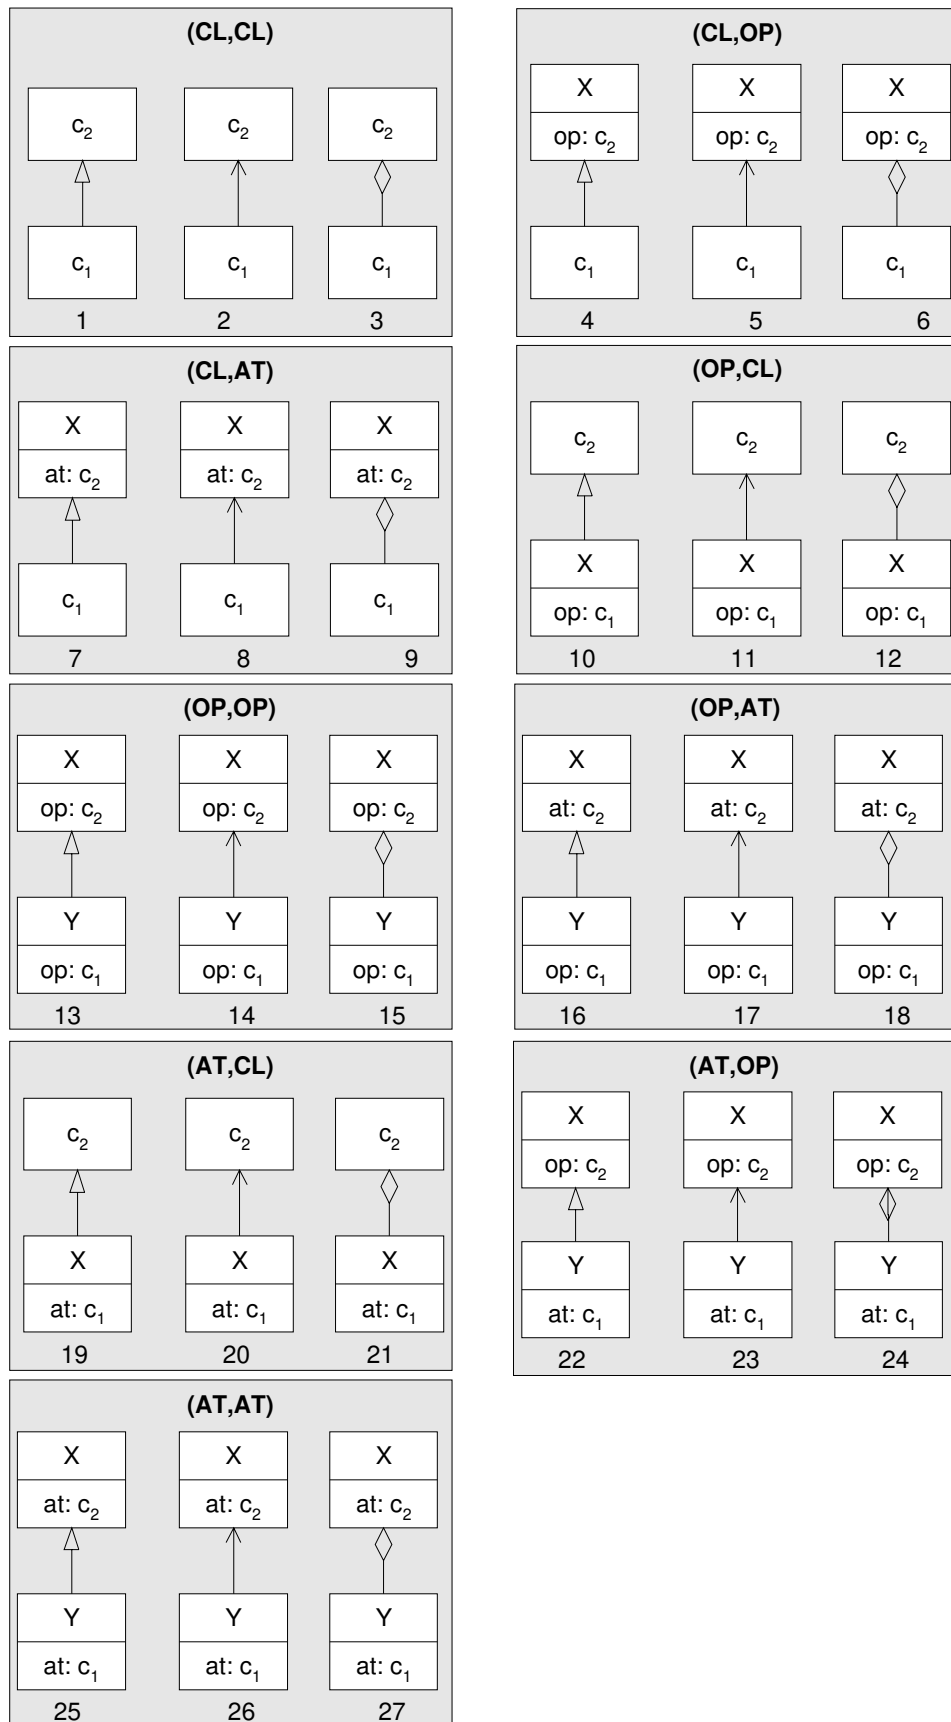 (CL,CL)
c₂ c₂ c₂
c₁ c₁ c₁
1 2 3
(CL,OP)
X X X
op: c₂ op: c₂ op: c₂
c₁ c₁ c₁
4 5 6
(CL,AT)
X X X
at: c₂ at: c₂ at: c₂
c₁ c₁ c₁
7 8 9
(OP,CL)
c₂ c₂ c₂
X X X
op: c₁ op: c₁ op: c₁
10 11 12
(OP,OP)
X X X
op: c₂ op: c₂ op: c₂
Y Y Y
op: c₁ op: c₁ op: c₁
13 14 15
(OP,AT)
X X X
at: c₂ at: c₂ at: c₂
Y Y Y
op: c₁ op: c₁ op: c₁
16 17 18
(AT,CL)
c₂ c₂ c₂
X X X
at: c₁ at: c₁ at: c₁
19 20 21
(AT,OP)
X X X
op: c₂ op: c₂ op: c₂
Y Y Y
at: c₁ at: c₁ at: c₁
22 23 24
(AT,AT)
X X X
at: c₂ at: c₂ at: c₂
Y Y Y
at: c₁ at: c₁ at: c₁
25 26 27